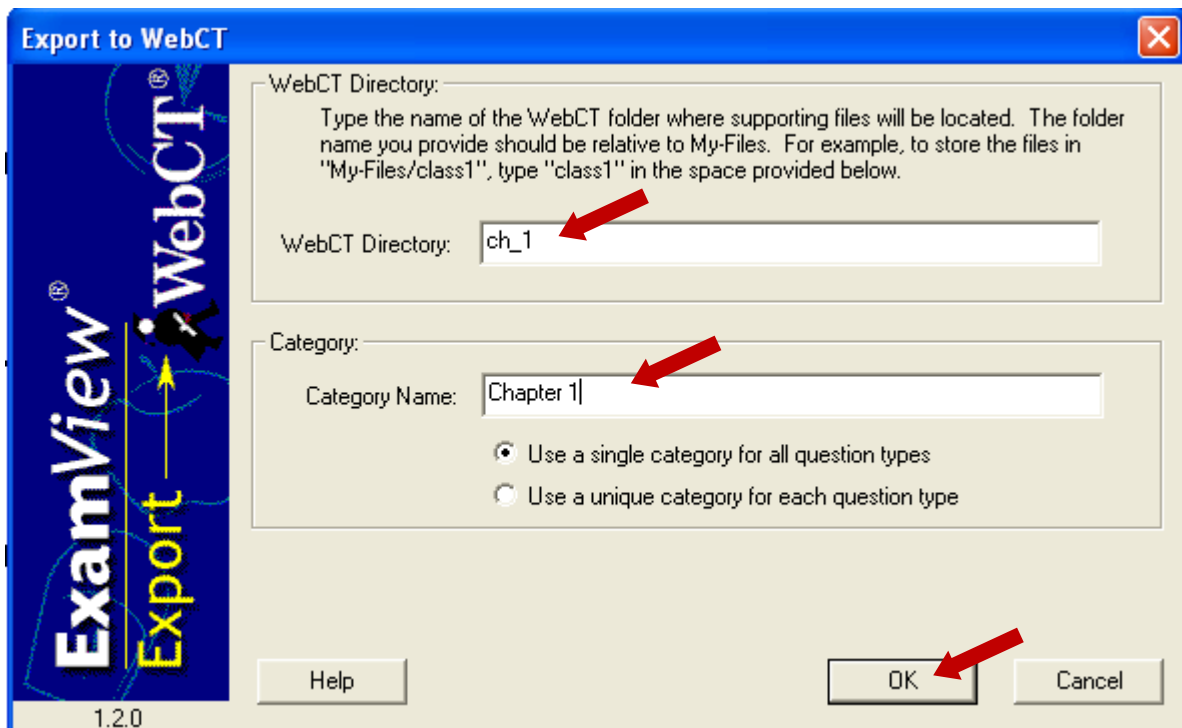 Export to WebCT
ExamView®
Export
WebCT®
1.2.0
WebCT Directory:
Type the name of the WebCT folder where supporting files will be located. The folder
name you provide should be relative to My-Files. For example, to store the files in
"My-Files/class1", type "class1" in the space provided below.
WebCT Directory: ch_1
Category:
Category Name: Chapter 1
Use a single category for all question types
Use a unique category for each question type
Help OK Cancel